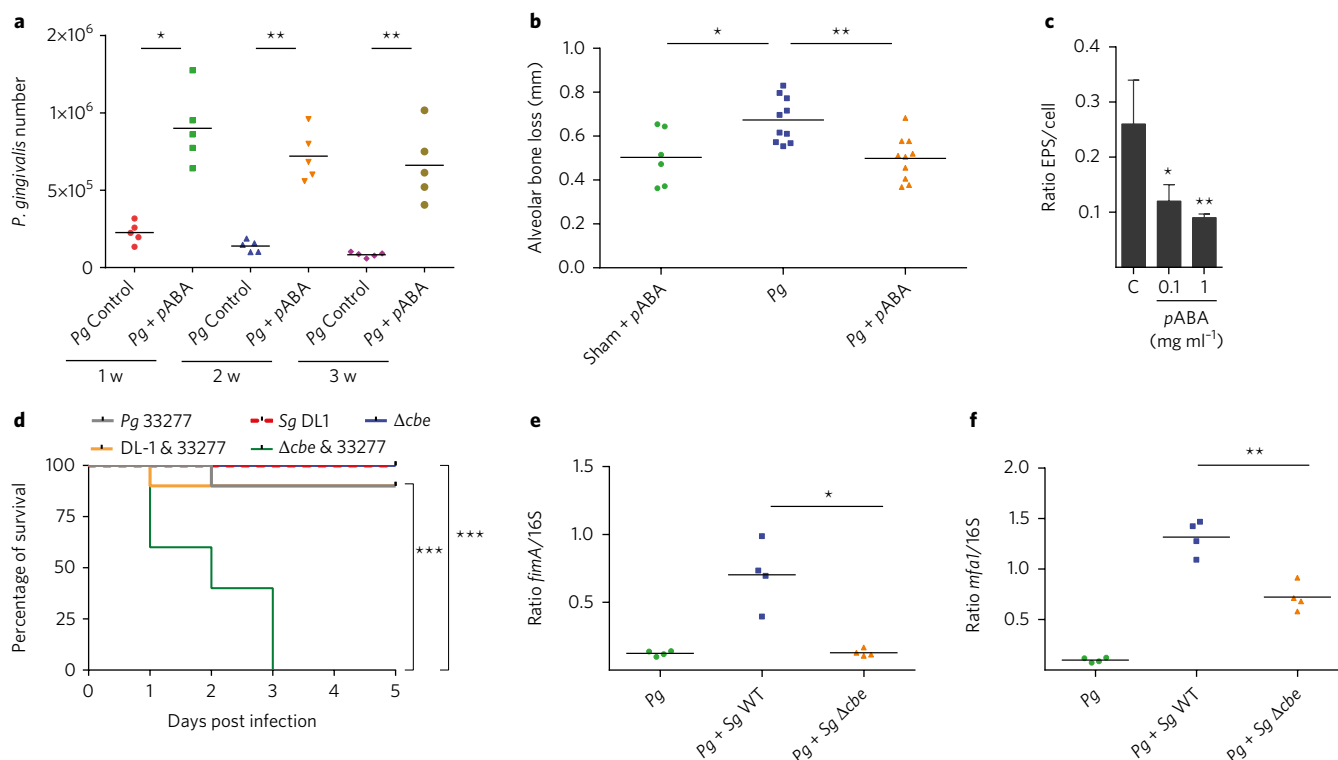 a
2×10⁶
1×10⁶
5×10⁵
0
P. gingivalis number
*
**
**
Pg Control
Pg + pABA
Pg Control
Pg + pABA
Pg Control
Pg + pABA
1 w
2 w
3 w
b
1.0
0.8
0.6
0.4
0.2
0.0
Alveolar bone loss (mm)
*
**
Sham + pABA
Pg
Pg + pABA
c
0.4
0.3
0.2
0.1
Ratio EPS/cell
*
**
C
0.1
1
pABA
(mg ml⁻¹)
d
Pg 33277
Sg DL1
Δcbe
DL-1 & 33277
Δcbe & 33277
100
75
50
25
0
Percentage of survival
***
***
0 1 2 3 4 5
Days post infection
e
1.5
1.0
0.5
Ratio fimA/16S
*
Pg
Pg + Sg WT
Pg + Sg Δcbe
f
2.0
1.5
1.0
0.5
Ratio mfa1/16S
**
Pg
Pg + Sg WT
Pg + Sg Δcbe